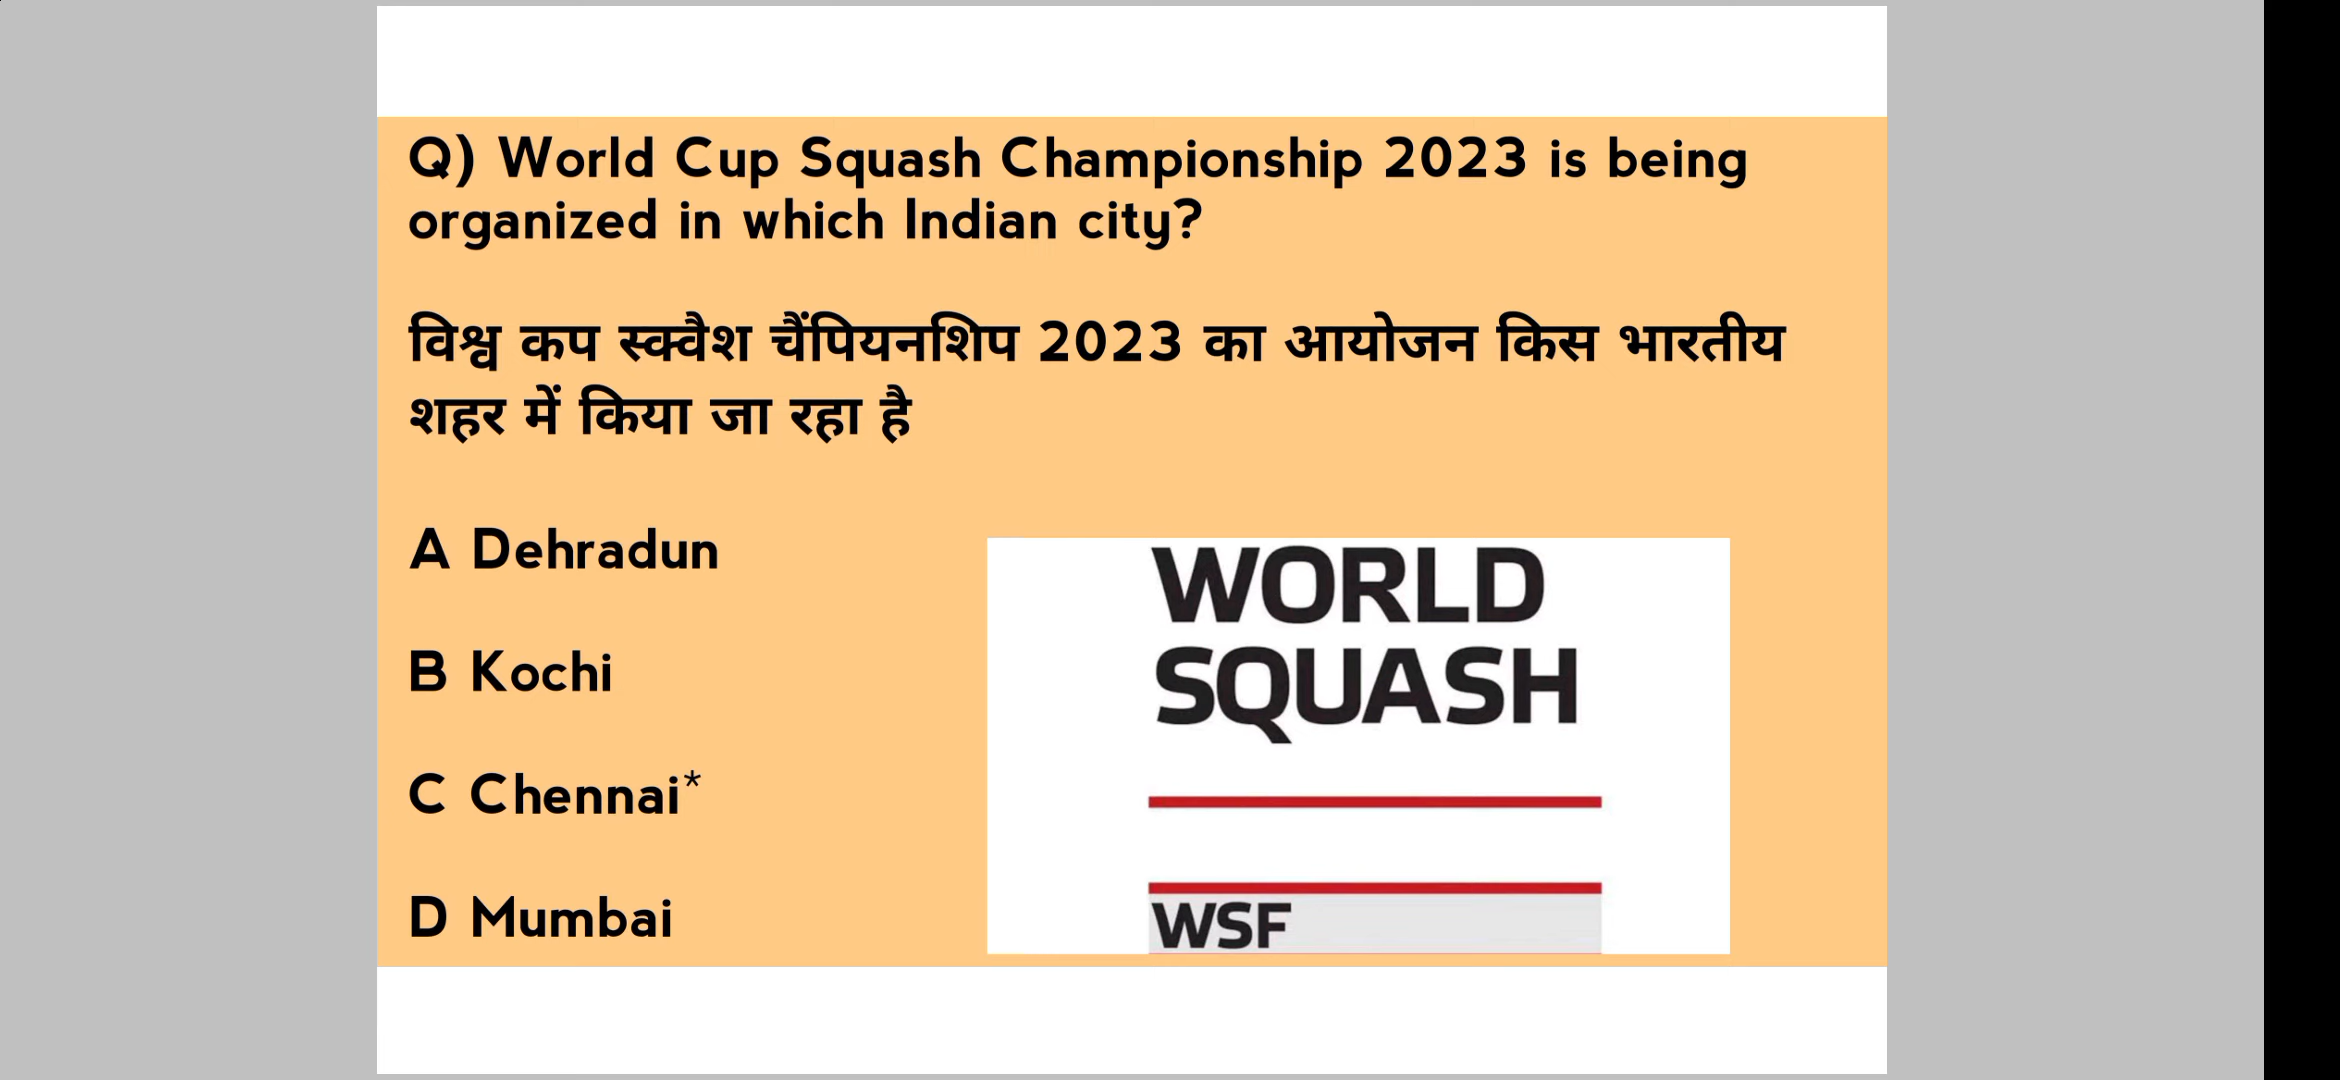 Q) World Cup Squash Championship 2023 is being
organized in which Indian city?
विश्व कप स्क्वैश चैंपियनशिप 2023 का आयोजन किस भारतीय
शहर में किया जा रहा है
A Dehradun
B Kochi
C Chennai*
D Mumbai
WORLD
SQUASH
WSF